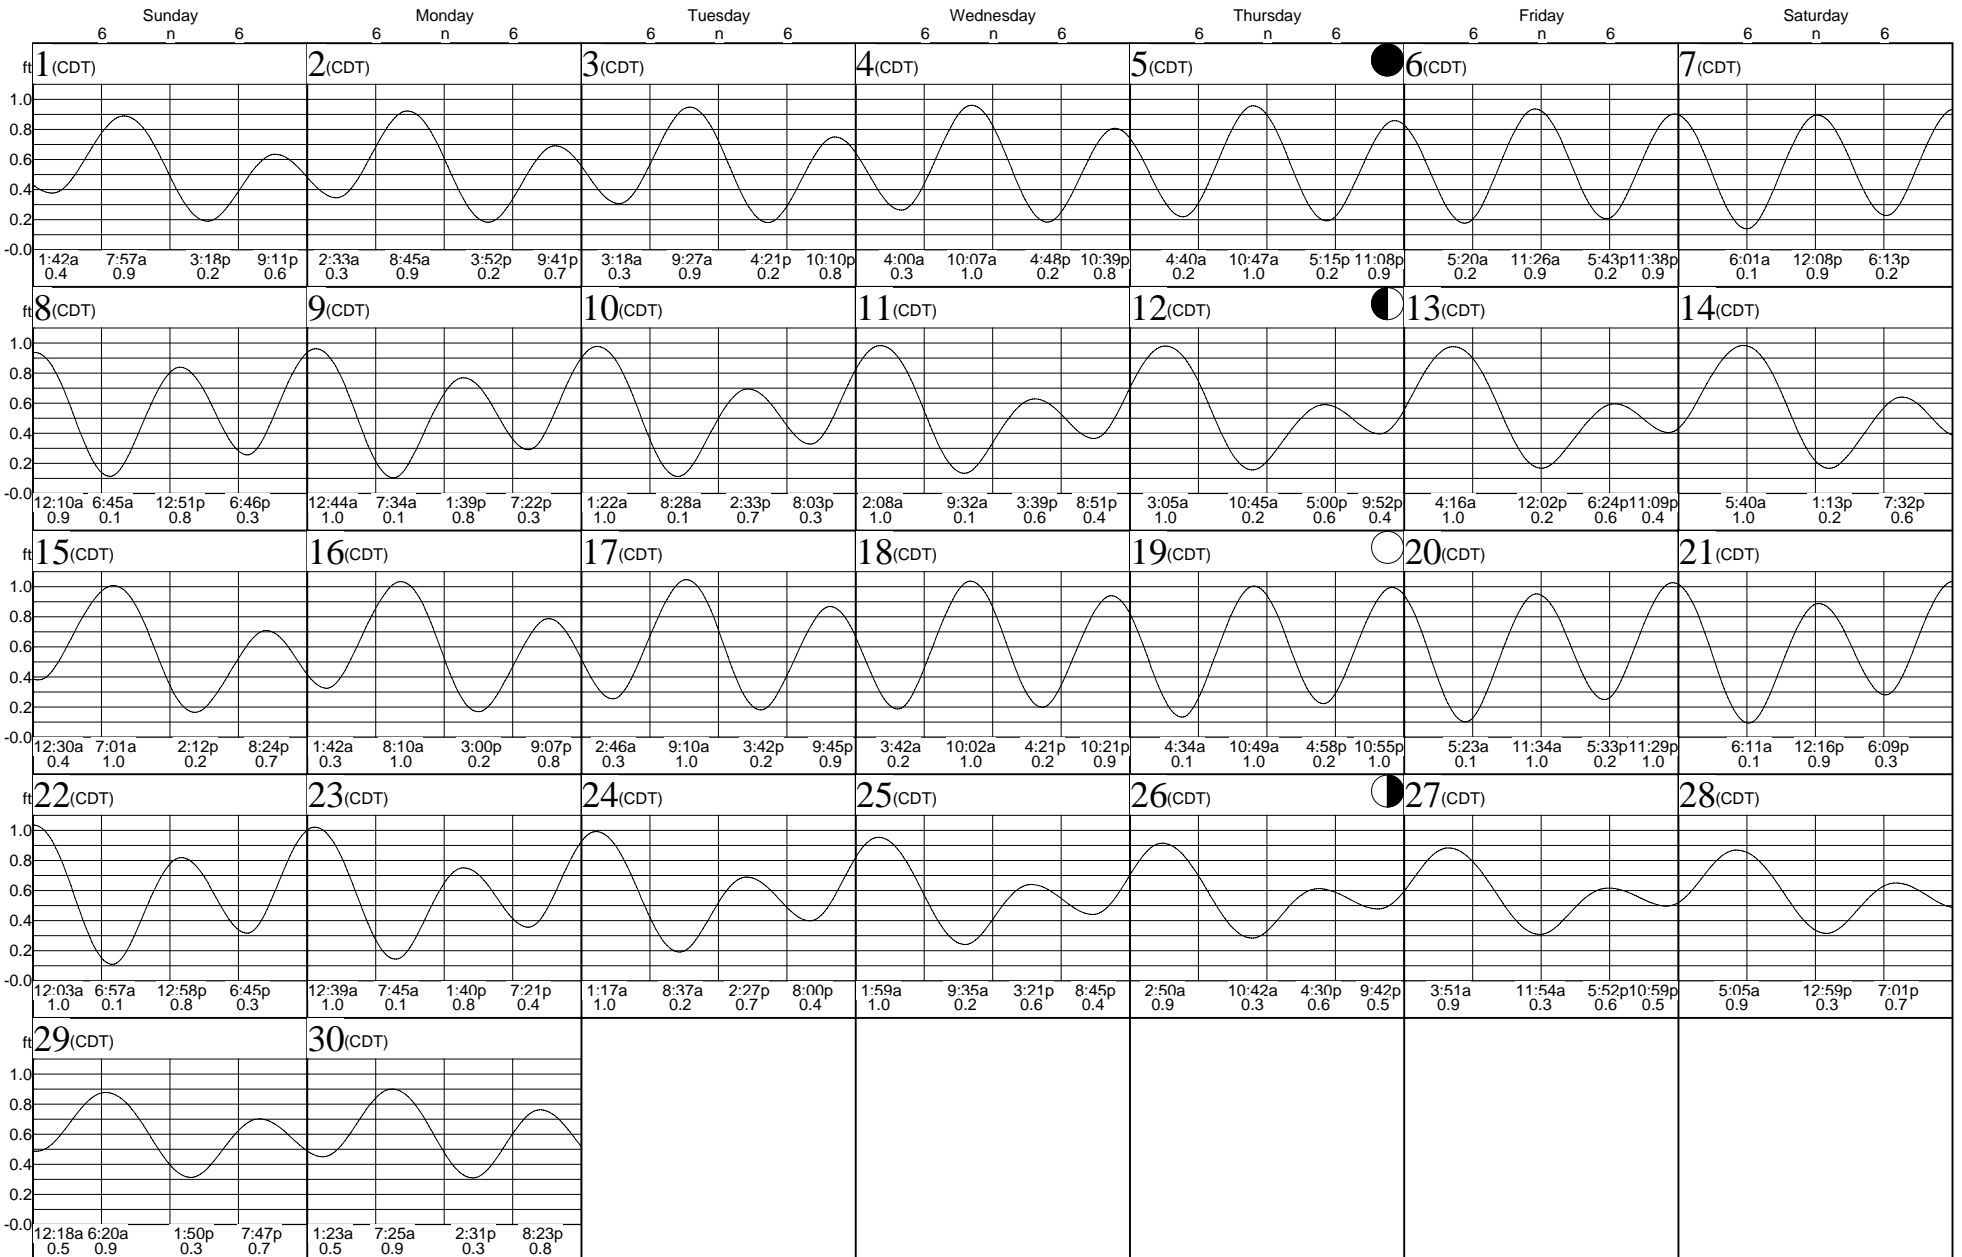 Sunday Monday Tuesday Wednesday Thursday Friday Saturday
6 n 6 6 n 6 6 n 6 6 n 6 6 n 6 6 n 6 6 n 6
ft 1(CDT) 2(CDT) 3(CDT) 4(CDT) 5(CDT) 6(CDT) 7(CDT)
1.0
0.8
0.6
0.4
0.2
-0.0
1:42a 7:57a 3:18p 9:11p 2:33a 8:45a 3:52p 9:41p 3:18a 9:27a 4:21p 10:10p 4:00a 10:07a 4:48p 10:39p 4:40a 10:47a 5:15p 11:08p 5:20a 11:26a 5:43p 11:38p 6:01a 12:08p 6:13p
0.4 0.9 0.2 0.6 0.3 0.9 0.2 0.7 0.3 0.9 0.2 0.8 0.3 1.0 0.2 0.8 0.2 1.0 0.2 0.9 0.2 0.9 0.2 0.9 0.1 0.9 0.2
ft 8(CDT) 9(CDT) 10(CDT) 11(CDT) 12(CDT) 13(CDT) 14(CDT)
1.0
0.8
0.6
0.4
0.2
-0.0
12:10a 6:45a 12:51p 6:46p 12:44a 7:34a 1:39p 7:22p 1:22a 8:28a 2:33p 8:03p 2:08a 9:32a 3:39p 8:51p 3:05a 10:45a 5:00p 9:52p 4:16a 12:02p 6:24p 11:09p 5:40a 1:13p 7:32p
0.9 0.1 0.8 0.3 1.0 0.1 0.8 0.3 1.0 0.1 0.7 0.3 1.0 0.1 0.6 0.4 1.0 0.2 0.6 0.4 1.0 0.2 0.6 0.4 1.0 0.2 0.6
ft 15(CDT) 16(CDT) 17(CDT) 18(CDT) 19(CDT) 20(CDT) 21(CDT)
1.0
0.8
0.6
0.4
0.2
-0.0
12:30a 7:01a 2:12p 8:24p 1:42a 8:10a 3:00p 9:07p 2:46a 9:10a 3:42p 9:45p 3:42a 10:02a 4:21p 10:21p 4:34a 10:49a 4:58p 10:55p 5:23a 11:34a 5:33p 11:29p 6:11a 12:16p 6:09p
0.4 1.0 0.2 0.7 0.3 1.0 0.2 0.8 0.3 1.0 0.2 0.9 0.2 1.0 0.2 0.9 0.1 1.0 0.2 1.0 0.1 1.0 0.2 1.0 0.1 0.9 0.3
ft 22(CDT) 23(CDT) 24(CDT) 25(CDT) 26(CDT) 27(CDT) 28(CDT)
1.0
0.8
0.6
0.4
0.2
-0.0
12:03a 6:57a 12:58p 6:45p 12:39a 7:45a 1:40p 7:21p 1:17a 8:37a 2:27p 8:00p 1:59a 9:35a 3:21p 8:45p 2:50a 10:42a 4:30p 9:42p 3:51a 11:54a 5:52p 10:59p 5:05a 12:59p 7:01p
1.0 0.1 0.8 0.3 1.0 0.1 0.8 0.4 1.0 0.2 0.7 0.4 1.0 0.2 0.6 0.4 0.9 0.3 0.6 0.5 0.9 0.3 0.6 0.5 0.9 0.3 0.7
ft 29(CDT) 30(CDT)
1.0
0.8
0.6
0.4
0.2
-0.0
12:18a 6:20a 1:50p 7:47p 1:23a 7:25a 2:31p 8:23p
0.5 0.9 0.3 0.7 0.5 0.9 0.3 0.8